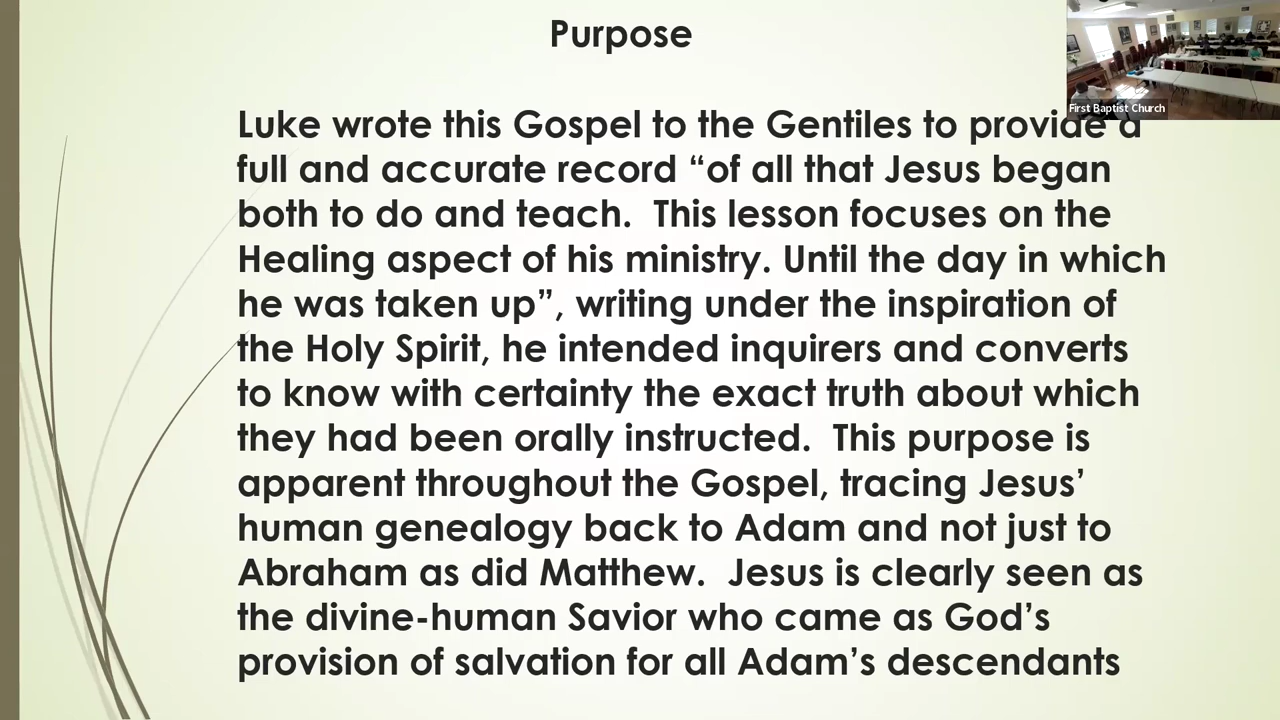 Purpose
First Baptist Church
Luke wrote this Gospel to the Gentiles to provide a
full and accurate record “of all that Jesus began
both to do and teach.  This lesson focuses on the
Healing aspect of his ministry. Until the day in which
he was taken up”, writing under the inspiration of
the Holy Spirit, he intended inquirers and converts
to know with certainty the exact truth about which
they had been orally instructed.  This purpose is
apparent throughout the Gospel, tracing Jesus’
human genealogy back to Adam and not just to
Abraham as did Matthew.  Jesus is clearly seen as
the divine-human Savior who came as God’s
provision of salvation for all Adam’s descendants